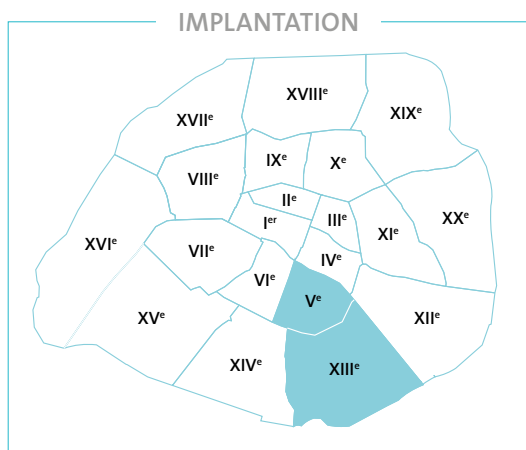 IMPLANTATION
XVIIIᵉ
XVIIᵉ
XIXᵉ
IXᵉ
Xᵉ
VIIIᵉ
IIᵉ
Iᵉʳ
IIIᵉ
XXᵉ
XIᵉ
XVIᵉ
VIIᵉ
IVᵉ
VIᵉ
Vᵉ
XVᵉ
XIIᵉ
XIVᵉ
XIIIᵉ